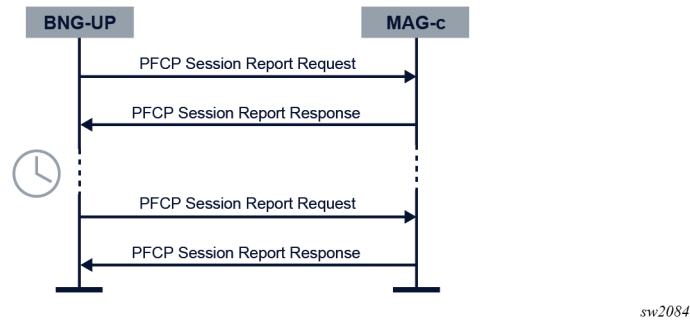 BNG-UP MAG-c
PFCP Session Report Request
PFCP Session Report Response
PFCP Session Report Request
PFCP Session Report Response
sw2084